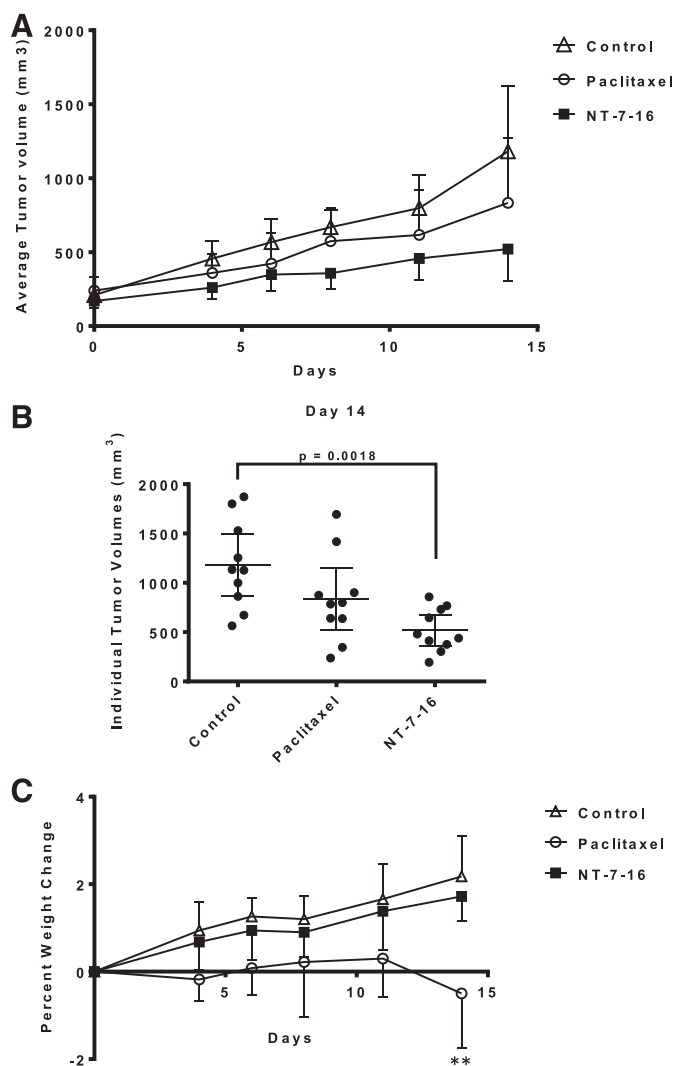 A
Average Tumor volume (mm3)
2000
1500
1000
500
0
0
5
10
15
Days
Control
Paclitaxel
NT-7-16
B
Day 14
p = 0.0018
Individual Tumor Volumes (mm3)
2000
1500
1000
500
0
Control
Paclitaxel
NT-7-16
C
Percent Weight Change
4
2
0
-2
5
10
15
Days
**
Control
Paclitaxel
NT-7-16